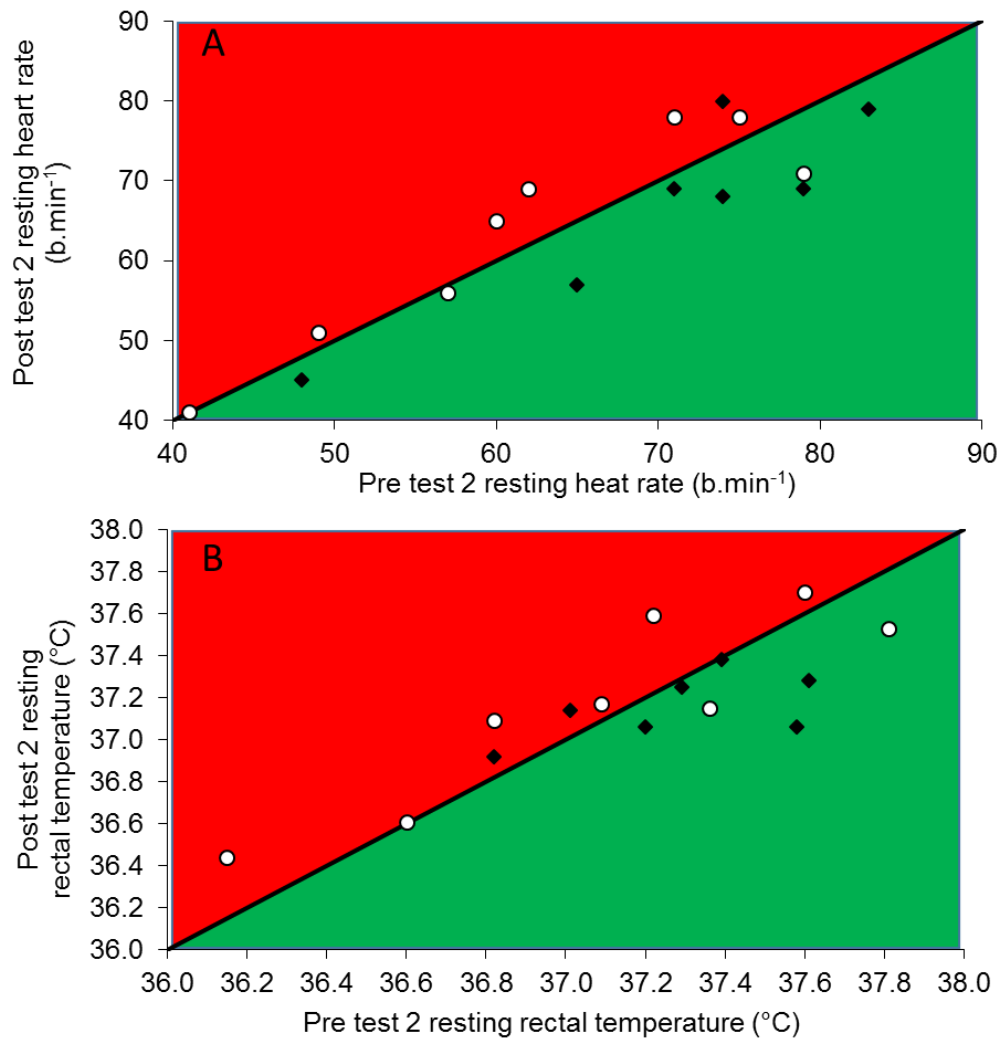 A
Post test 2 resting heart rate
(b.min-1)
90
80
70
60
50
40
40 50 60 70 80 90
Pre test 2 resting heat rate (b.min-1)
B
Post test 2 resting
rectal temperature (°C)
38.0
37.8
37.6
37.4
37.2
37.0
36.8
36.6
36.4
36.2
36.0
36.0 36.2 36.4 36.6 36.8 37.0 37.2 37.4 37.6 37.8 38.0
Pre test 2 resting rectal temperature (°C)